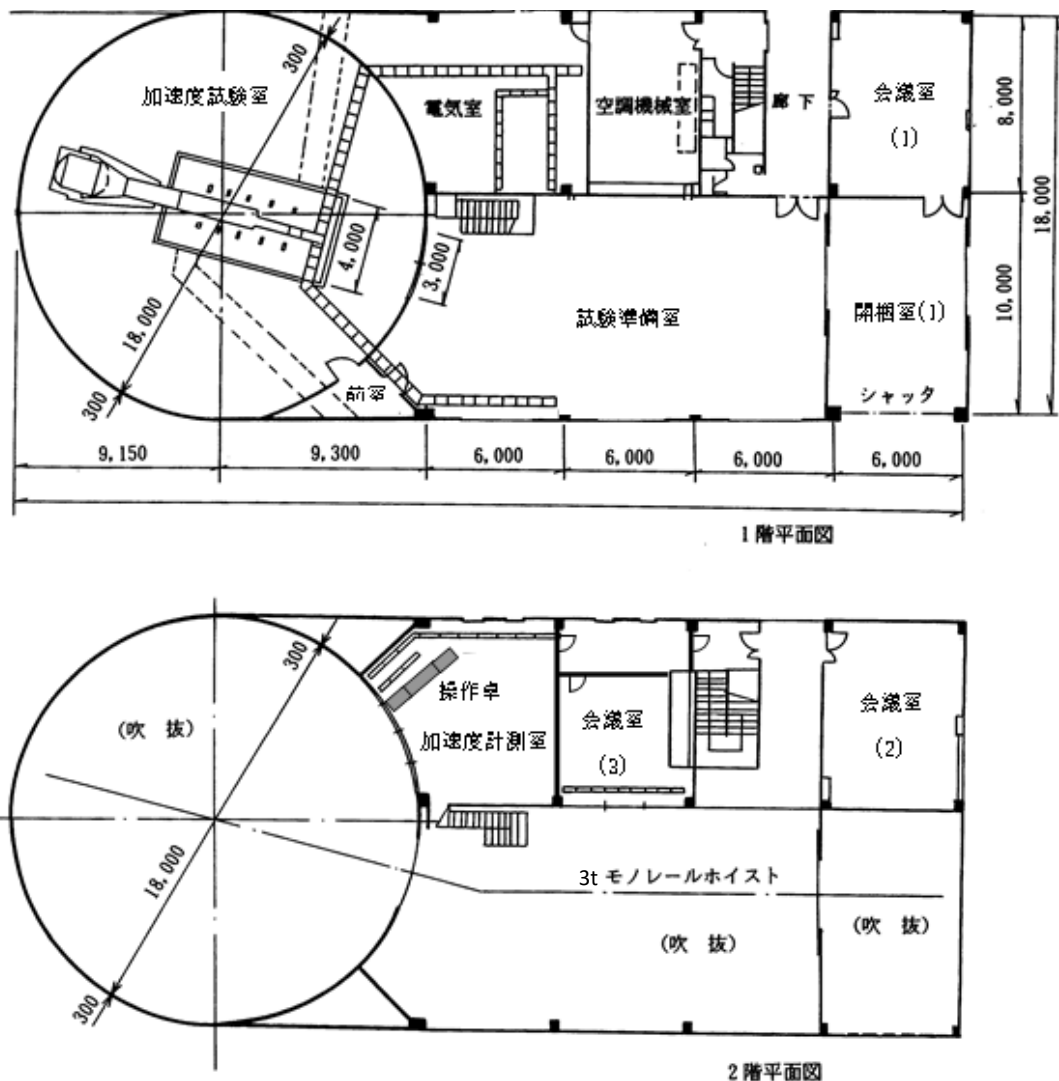 加速度試験室
300
電気室
空調機械室
廊下
会議室
(1)
8,000
18,000
4,000
3,000
18,000
試験準備室
開梱室(1)
10,000
前室
シャッタ
300
9,150
9,300
6,000
6,000
6,000
6,000
1階平面図
300
(吹 抜)
操作卓
加速度計測室
会議室
(3)
会議室
(2)
18,000
3t モノレールホイスト
(吹 抜)
(吹 抜)
300
2階平面図